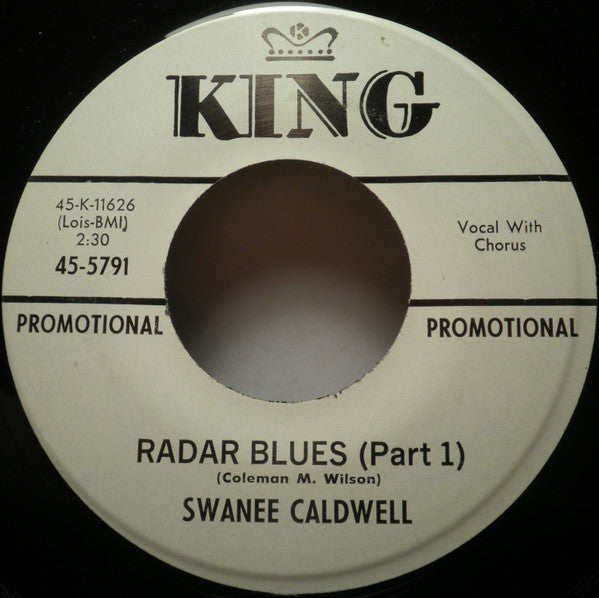 K
KING
45-K-11626
(Lois-BMI)
2:30
45-5791
Vocal With
Chorus
PROMOTIONAL
PROMOTIONAL
RADAR BLUES (Part 1)
(Coleman M. Wilson)
SWANEE CALDWELL